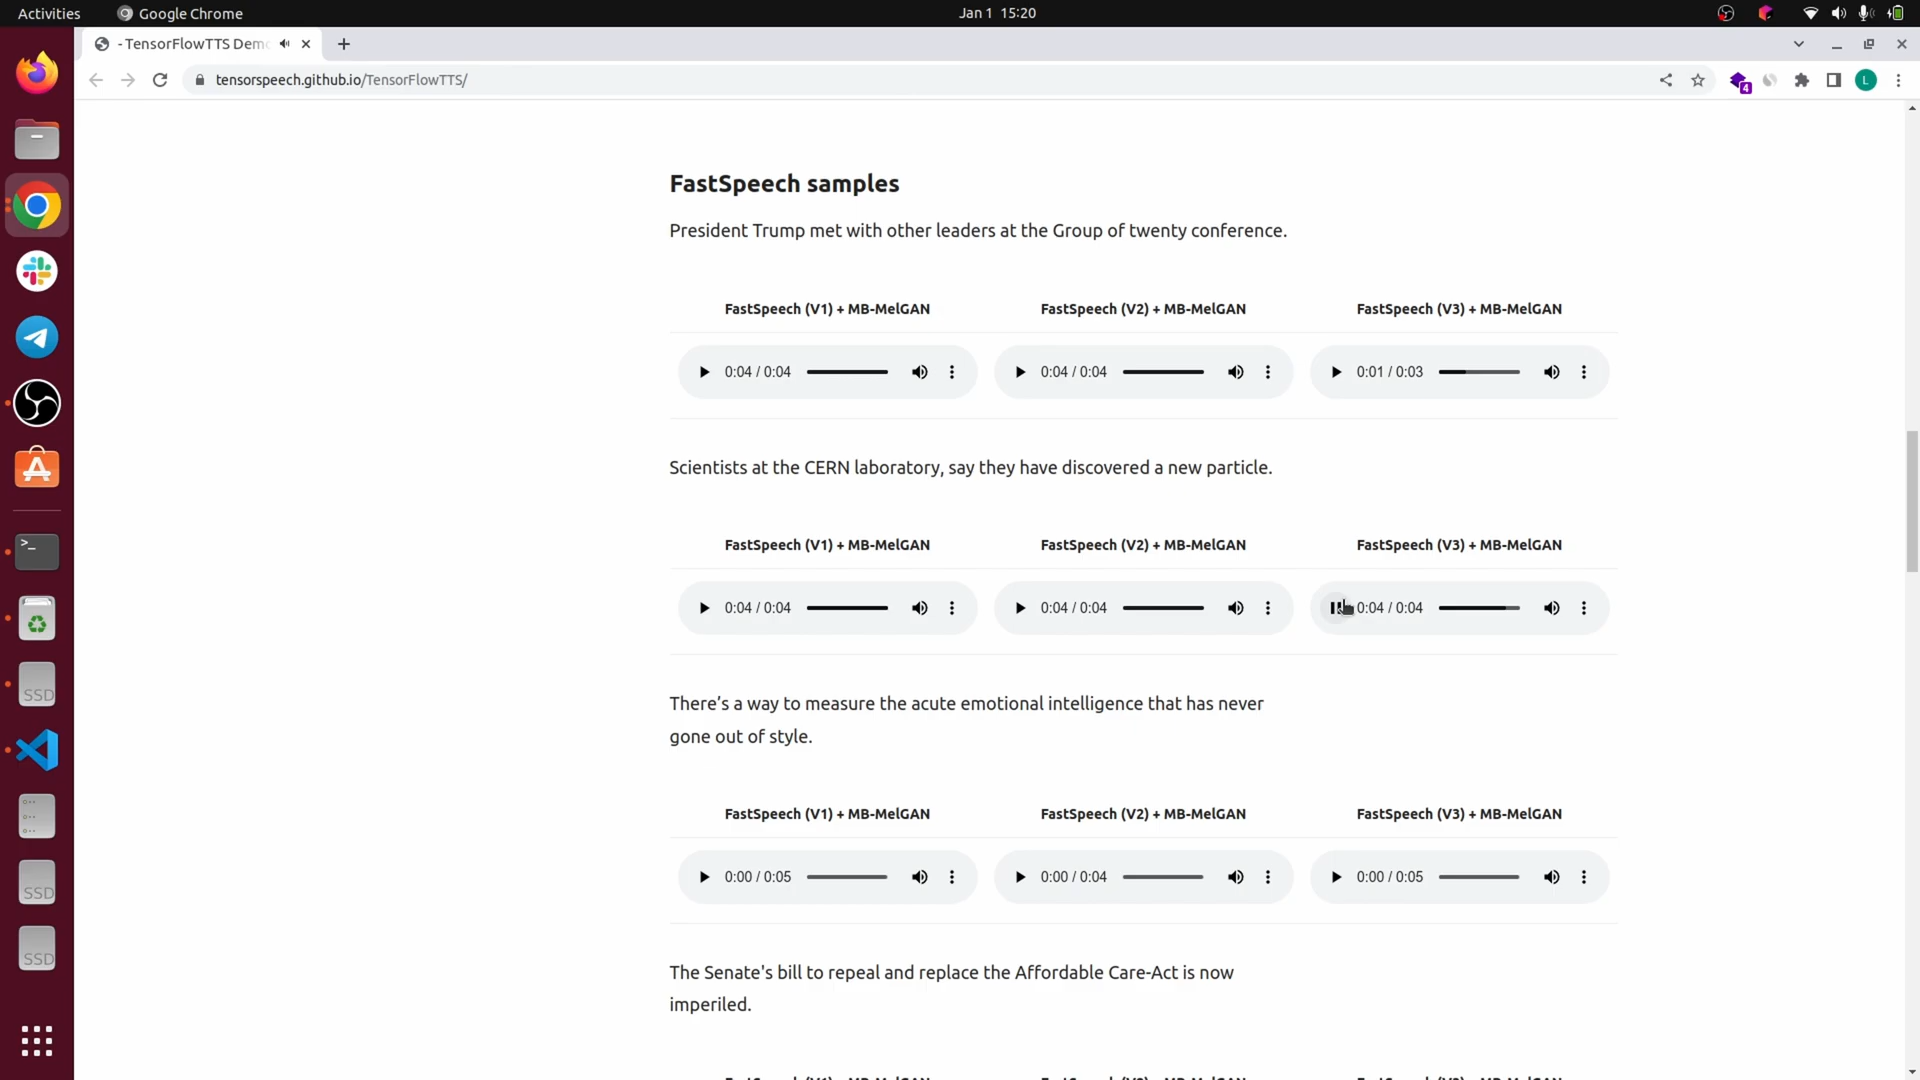 Activities
Google Chrome
Jan 1 15:20
- TensorFlowTTS Dem
tensorspeech.github.io/TensorFlowTTS/
4
L
FastSpeech samples
President Trump met with other leaders at the Group of twenty conference.
FastSpeech (V1) + MB-MelGAN FastSpeech (V2) + MB-MelGAN FastSpeech (V3) + MB-MelGAN
0:04 / 0:04 0:04 / 0:04 0:01 / 0:03
Scientists at the CERN laboratory, say they have discovered a new particle.
FastSpeech (V1) + MB-MelGAN FastSpeech (V2) + MB-MelGAN FastSpeech (V3) + MB-MelGAN
0:04 / 0:04 0:04 / 0:04 0:04 / 0:04
SSD
There’s a way to measure the acute emotional intelligence that has never
gone out of style.
FastSpeech (V1) + MB-MelGAN FastSpeech (V2) + MB-MelGAN FastSpeech (V3) + MB-MelGAN
0:00 / 0:05 0:00 / 0:04 0:00 / 0:05
SSD
SSD
The Senate's bill to repeal and replace the Affordable Care-Act is now
imperiled.